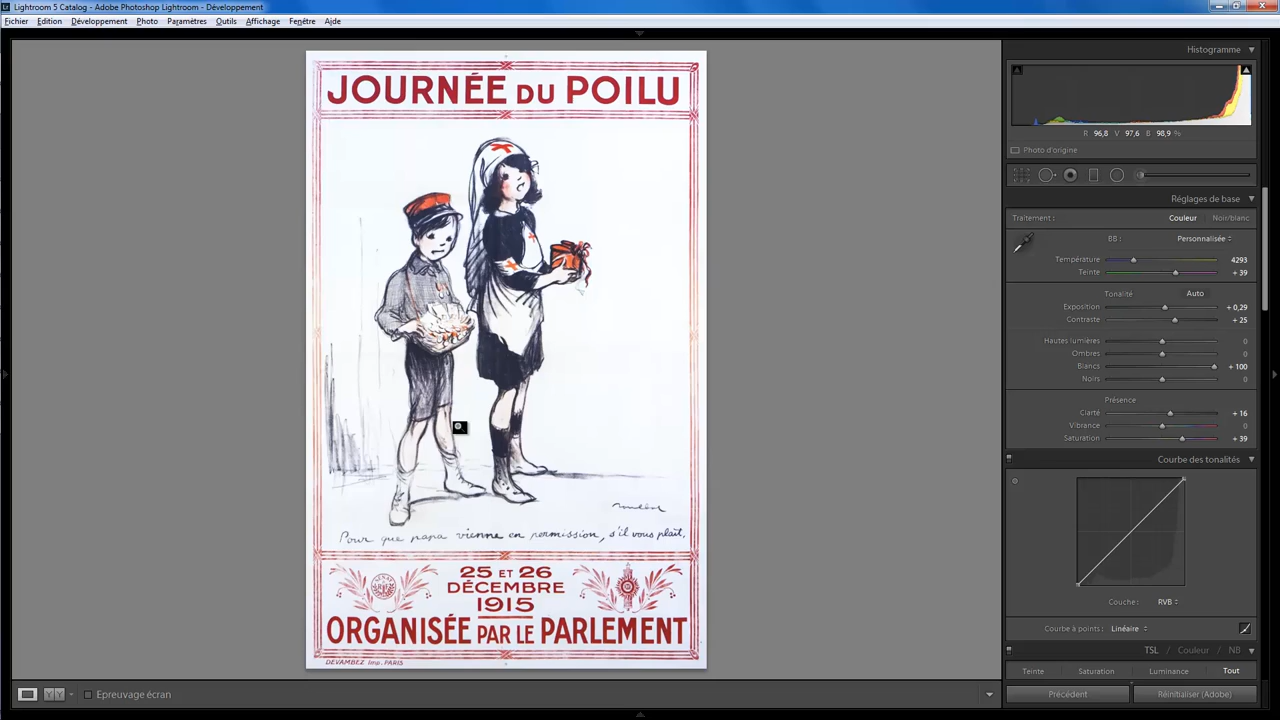 Lightroom 5 Catalog - Adobe Photoshop Lightroom - Développement
Fichier Edition Développement Photo Paramètres Outils Affichage Fenêtre Aide
JOURNÉE DU POILU
Pour que papa vienne en permission, s'il vous plaît.
25 ET 26
DÉCEMBRE
1915
ORGANISÉE PAR LE PARLEMENT
DEVAMBEZ Imp. PARIS
Epreuvage écran
Histogramme
R 96,8 V 97,6 B 98,9 %
Photo d'origine
Réglages de base
Traitement : Couleur Noir/blanc
BB : Personnalisée
Température 4293
Teinte + 39
Tonalité Auto
Exposition + 0,29
Contraste + 25
Hautes lumières 0
Ombres 0
Blancs + 100
Noirs 0
Présence
Clarté + 16
Vibrance 0
Saturation + 39
Courbe des tonalités
Couche : RVB
Courbe à points : Linéaire
TSL / Couleur / NB
Teinte Saturation Luminance Tout
Précédent Réinitialiser (Adobe)